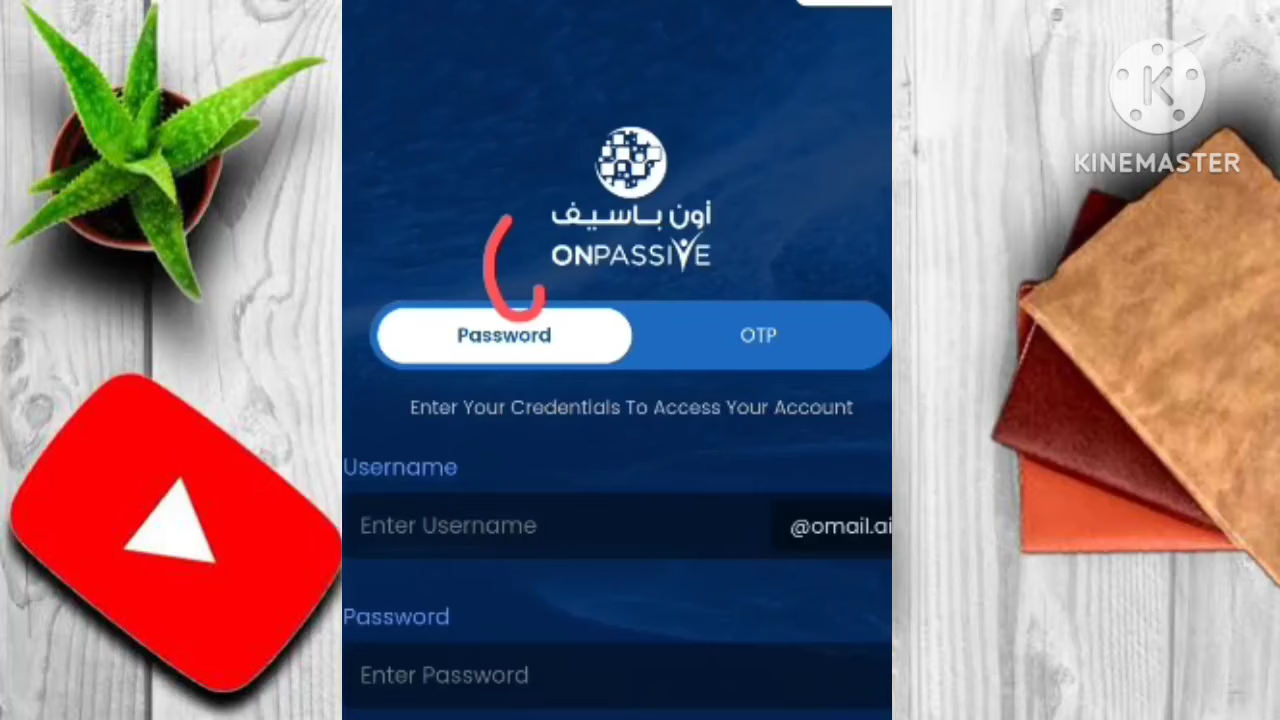 أون باسيف
ONPASSIVE
Password
OTP
Enter Your Credentials To Access Your Account
Username
Enter Username
@omail.ai
Password
Enter Password
KINEMASTER